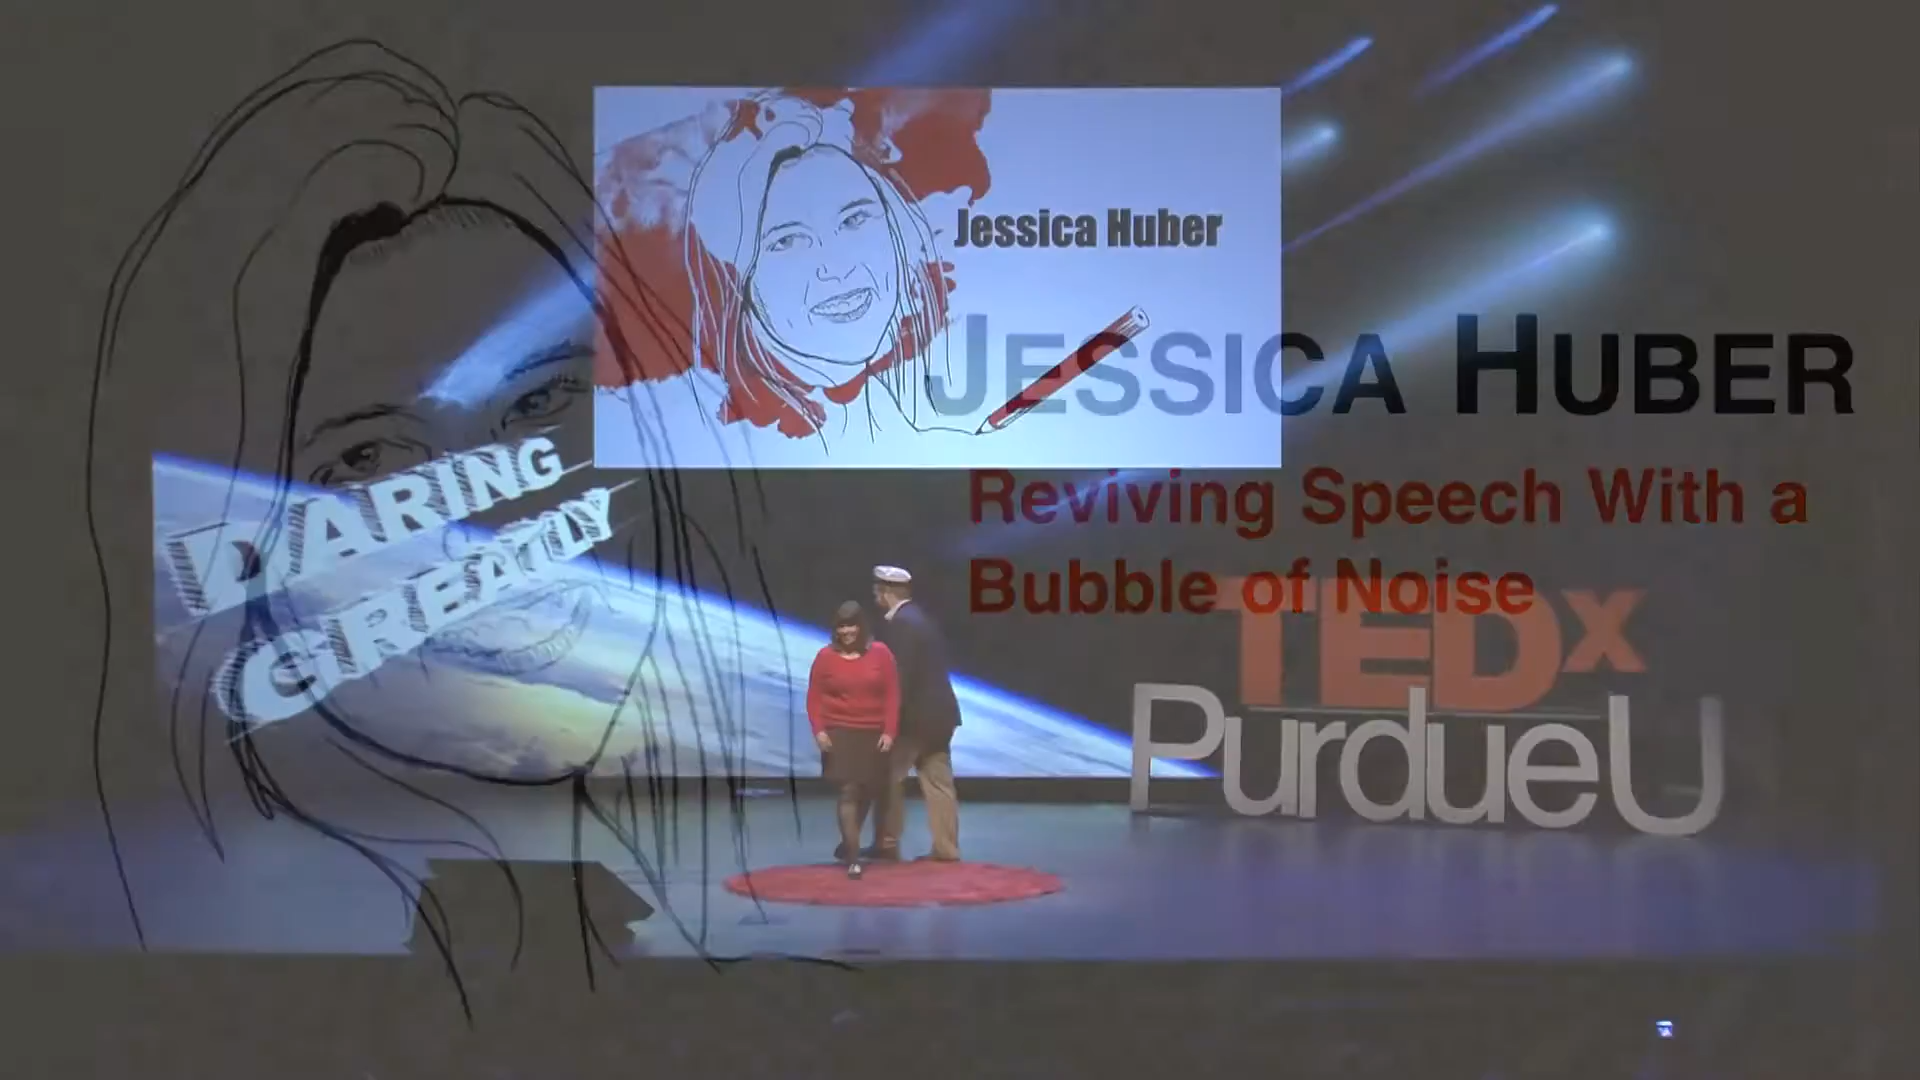 Jessica Huber
JESSICA HUBER
Reviving Speech With a
Bubble of Noise
DARING
GREATLY
TEDx
PurdueU